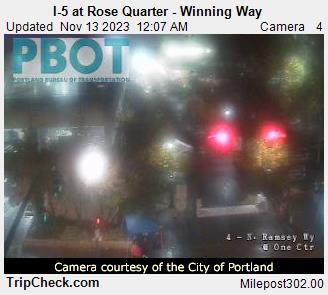 I-5 at Rose Quarter - Winning Way
Updated Nov 13 2023 12:07 AM Camera 4
PBOT
PORTLAND BUREAU OF TRANSPORTATION
4 - N. Ramsey Wy
@ One Ctr
Camera courtesy of the City of Portland
TripCheck.com Milepost302.00